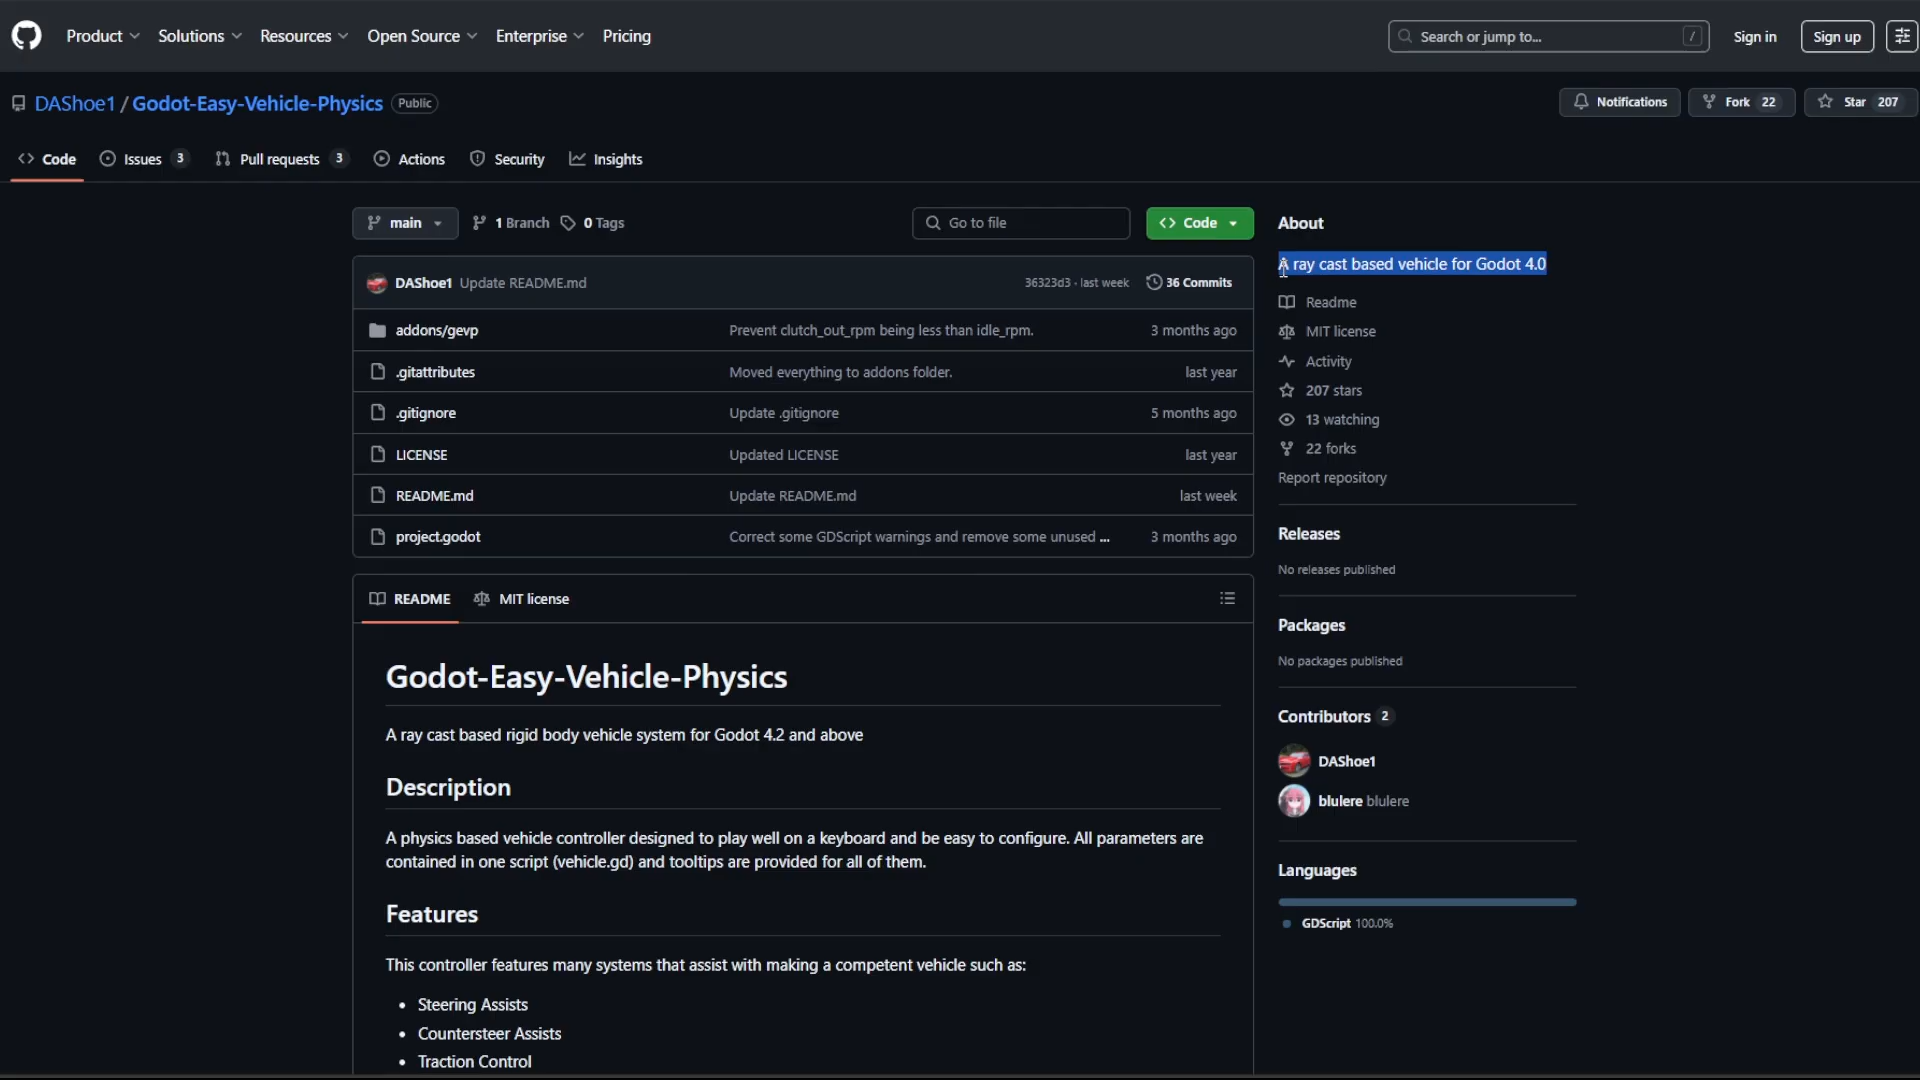 Product Solutions Resources Open Source Enterprise Pricing Search or jump to... / Sign in Sign up
DAShoe1 / Godot-Easy-Vehicle-Physics Public Notifications Fork 22 Star 207
Code Issues 3 Pull requests 3 Actions Security Insights
main 1 Branch 0 Tags Go to file Code
DAShoe1 Update README.md 36323d3 · last week 36 Commits
addons/gevp Prevent clutch_out_rpm being less than idle_rpm. 3 months ago
.gitattributes Moved everything to addons folder. last year
.gitignore Update .gitignore 5 months ago
LICENSE Updated LICENSE last year
README.md Update README.md last week
project.godot Correct some GDScript warnings and remove some unused ... 3 months ago
README MIT license
Godot-Easy-Vehicle-Physics
A ray cast based rigid body vehicle system for Godot 4.2 and above
Description
A physics based vehicle controller designed to play well on a keyboard and be easy to configure. All parameters are
contained in one script (vehicle.gd) and tooltips are provided for all of them.
Features
This controller features many systems that assist with making a competent vehicle such as:
• Steering Assists
• Countersteer Assists
• Traction Control
About
A ray cast based vehicle for Godot 4.0
Readme
MIT license
Activity
207 stars
13 watching
22 forks
Report repository
Releases
No releases published
Packages
No packages published
Contributors 2
DAShoe1
blulere blulere
Languages
GDScript 100.0%